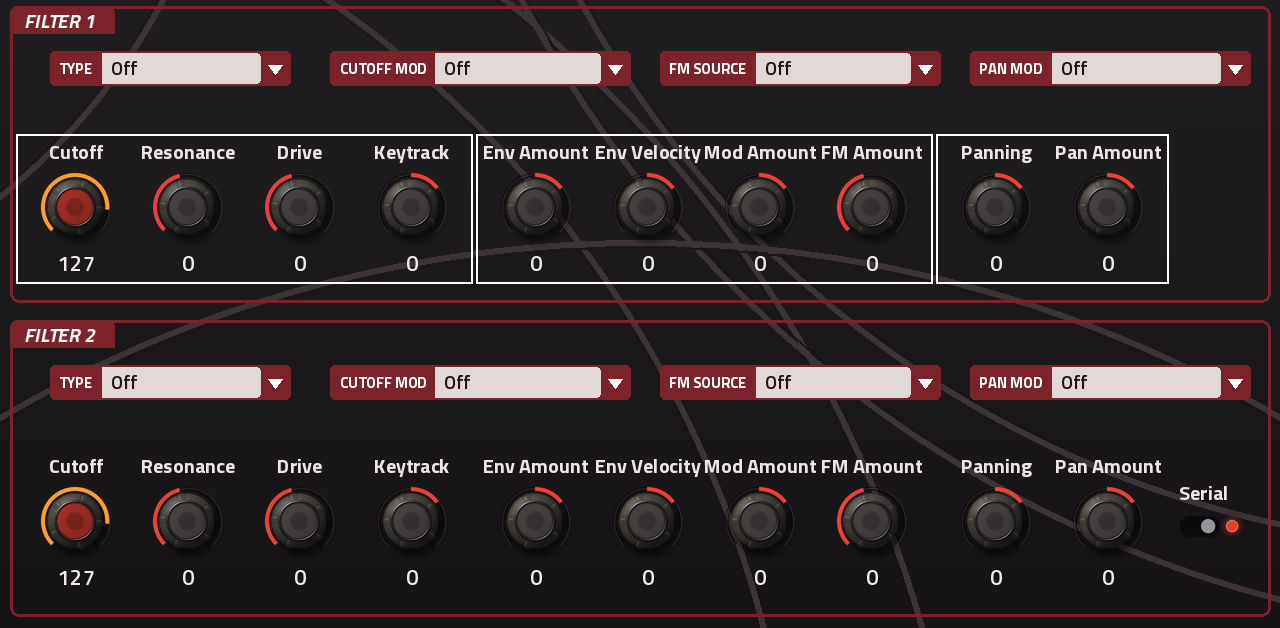 FILTER 1
TYPE Off CUTOFF MOD Off FM SOURCE Off PAN MOD Off
Cutoff Resonance Drive Keytrack Env Amount Env Velocity Mod Amount FM Amount Panning Pan Amount
127 0 0 0 0 0 0 0 0 0
FILTER 2
TYPE Off CUTOFF MOD Off FM SOURCE Off PAN MOD Off
Cutoff Resonance Drive Keytrack Env Amount Env Velocity Mod Amount FM Amount Panning Pan Amount
Serial
127 0 0 0 0 0 0 0 0 0